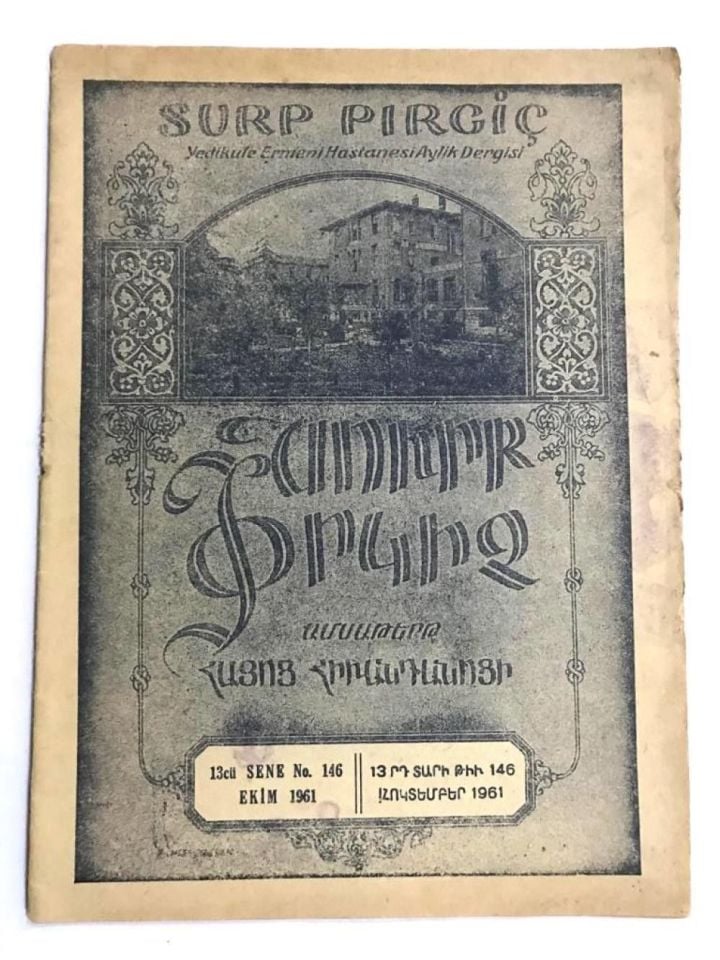 SURP PIRGİÇ
Yedikule Ermeni Hastanesi Aylık Dergisi
ՍՈՒՐԲ
ՓՐԿԻՉ
ԱՄՍԱԹԵՐԹ
ՀԱՅՈՑ ՀԻՒԱՆԴԱՆՈՑԻ
13cü SENE No. 146
EKİM 1961
13 ՐԴ ՏԱՐԻ ԹԻՒ 146
ՀՈԿՏԵՄԲԵՐ 1961